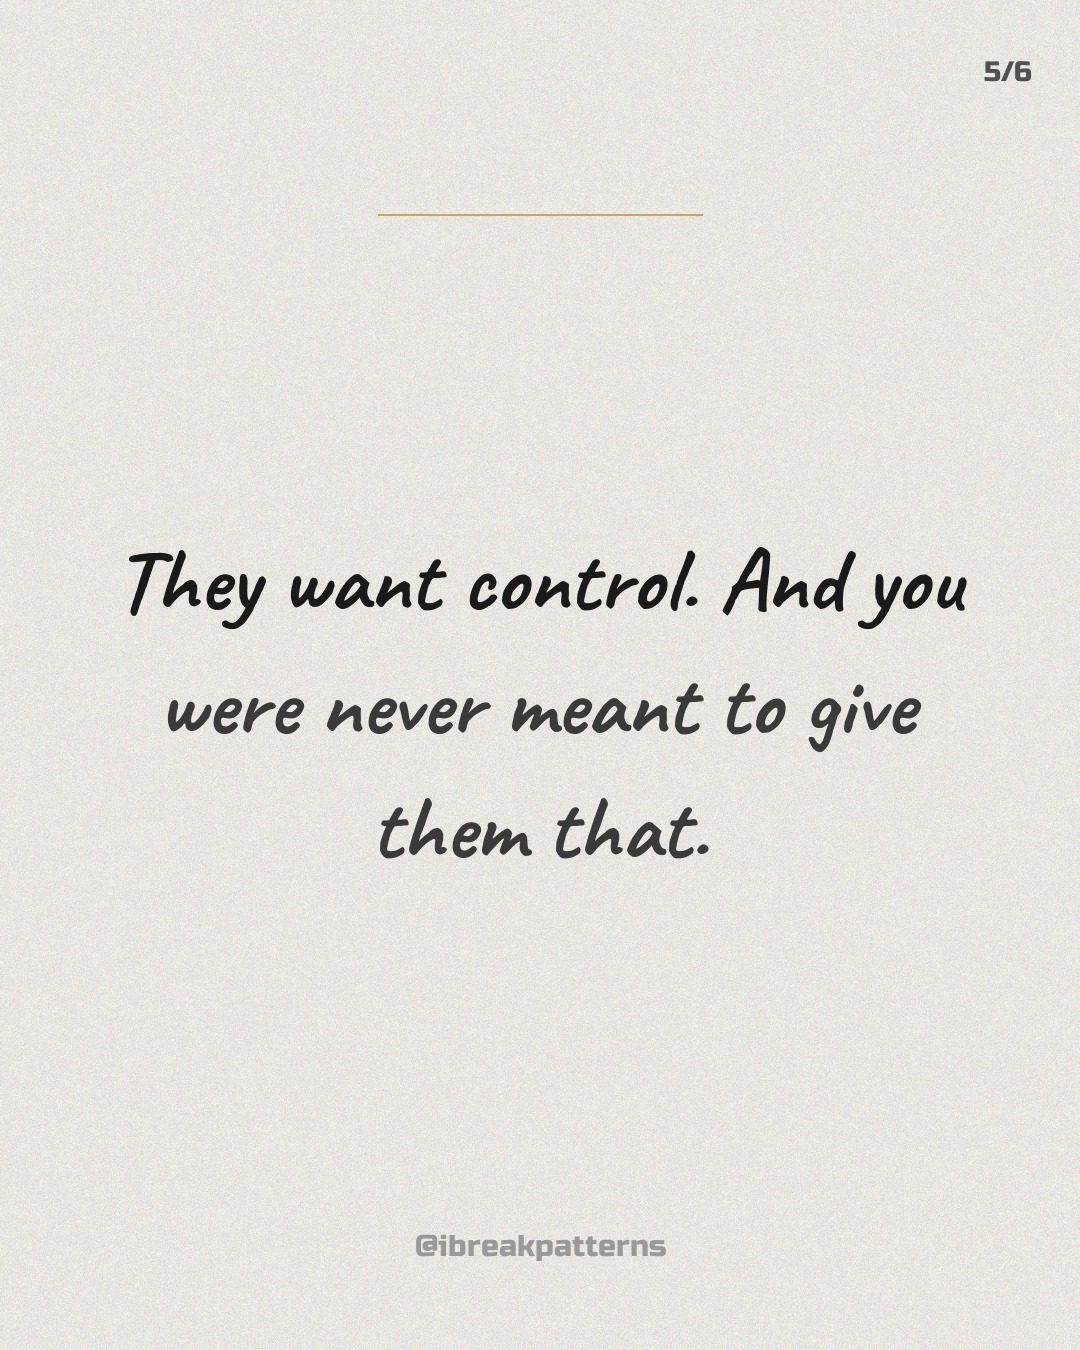 5/6
They want control. And you
were never meant to give
them that.
@ibreakpatterns